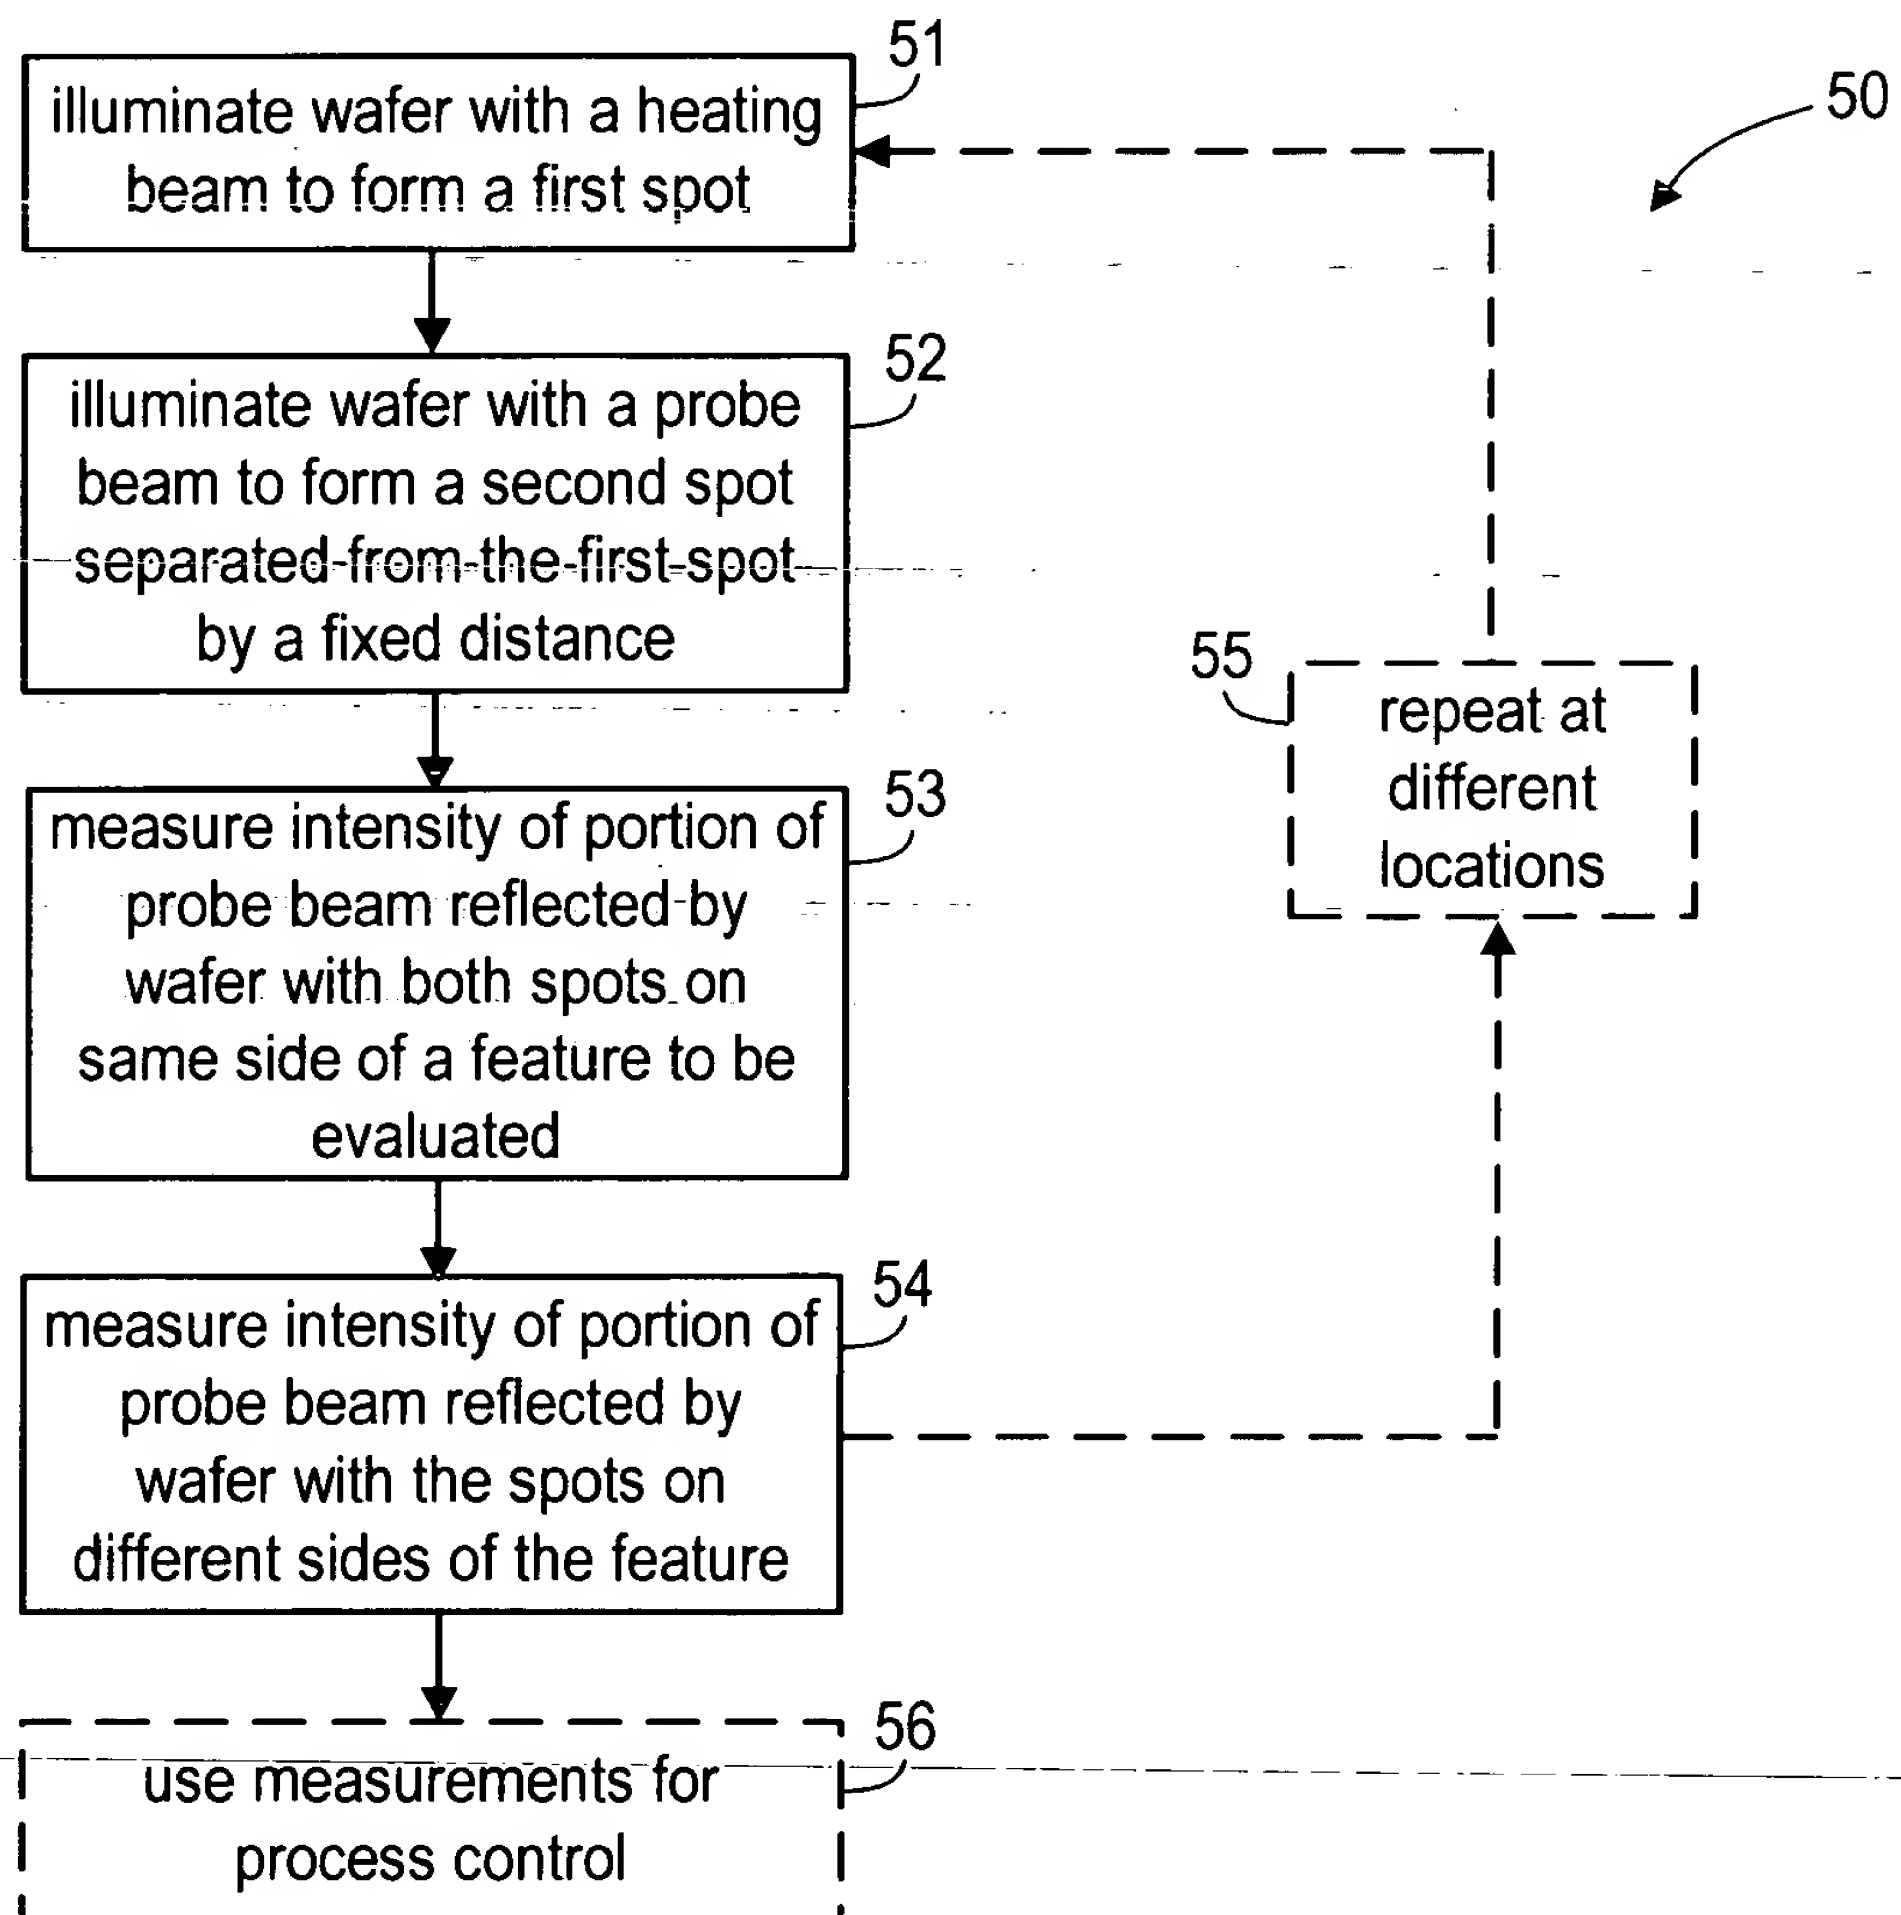 51
50
illuminate wafer with a heating
beam to form a first spot
52
illuminate wafer with a probe
beam to form a second spot
separated from the first spot
by a fixed distance
55
repeat at
different
locations
53
measure intensity of portion of
probe beam reflected by
wafer with both spots on
same side of a feature to be
evaluated
54
measure intensity of portion of
probe beam reflected by
wafer with the spots on
different sides of the feature
56
use measurements for
process control